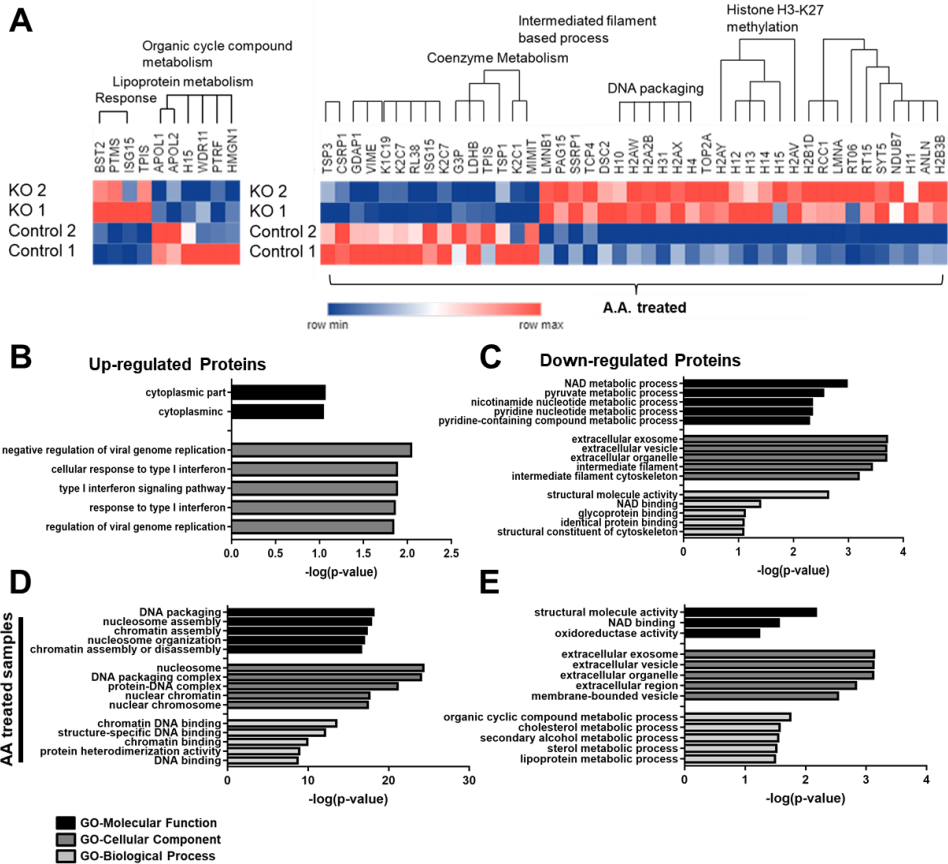 A
Organic cycle compound
metabolism
Lipoprotein metabolism
Response
BST2
PTMS
ISG15
TPIS
APOL1
APOL2
H15
WDR11
PTRF
HMGN1
Intermediated filament
based process
Coenzyme Metabolism
DNA packaging
Histone H3-K27
methylation
TSP3
CSRP1
GDAP1
VIME
K1C19
K2C7
RL38
ISG15
K2C7
G3P
LDHB
TPIS
TSP1
K2C1
MIMIT
LMNB1
PAG15
SSRP1
TCP4
DSC2
H10
H2AW
H2A2B
H31
H2AX
H4
TOP2A
H2AY
H12
H13
H14
H15
H2AV
H2B1D
RCC1
LMNA
RT06
RT15
SYT5
NDUB7
H11
ANLN
H2B3B
KO 2
KO 1
Control 2
Control 1
KO 2
KO 1
Control 2
Control 1
A.A. treated
row min
row max
B
Up-regulated Proteins
cytoplasmic part
cytoplasminc
negative regulation of viral genome replication
cellular response to type I interferon
type I interferon signaling pathway
response to type I interferon
regulation of viral genome replication
0.0 0.5 1.0 1.5 2.0 2.5
-log(p-value)
C
Down-regulated Proteins
NAD metabolic process
pyruvate metabolic process
nicotinamide nucleotide metabolic process
pyridine nucleotide metabolic process
pyridine-containing compound metabolic process
extracellular exosome
extracellular vesicle
extracellular organelle
intermediate filament
intermediate filament cytoskeleton
structural molecule activity
NAD binding
glycoprotein binding
identical protein binding
structural constituent of cytoskeleton
0 1 2 3 4
-log(p-value)
D
AA treated samples
DNA packaging
nucleosome assembly
chromatin assembly
nucleosome organization
chromatin assembly or disassembly
nucleosome
DNA packaging complex
protein-DNA complex
nuclear chromatin
nuclear chromosome
chromatin DNA binding
structure-specific DNA binding
chromatin binding
protein heterodimerization activity
DNA binding
0 10 20 30
-log(p-value)
E
structural molecule activity
NAD binding
oxidoreductase activity
extracellular exosome
extracellular vesicle
extracellular organelle
extracellular region
membrane-bounded vesicle
organic cyclic compound metabolic process
cholesterol metabolic process
secondary alcohol metabolic process
sterol metabolic process
lipoprotein metabolic process
0 1 2 3 4
-log(p-value)
GO-Molecular Function
GO-Cellular Component
GO-Biological Process